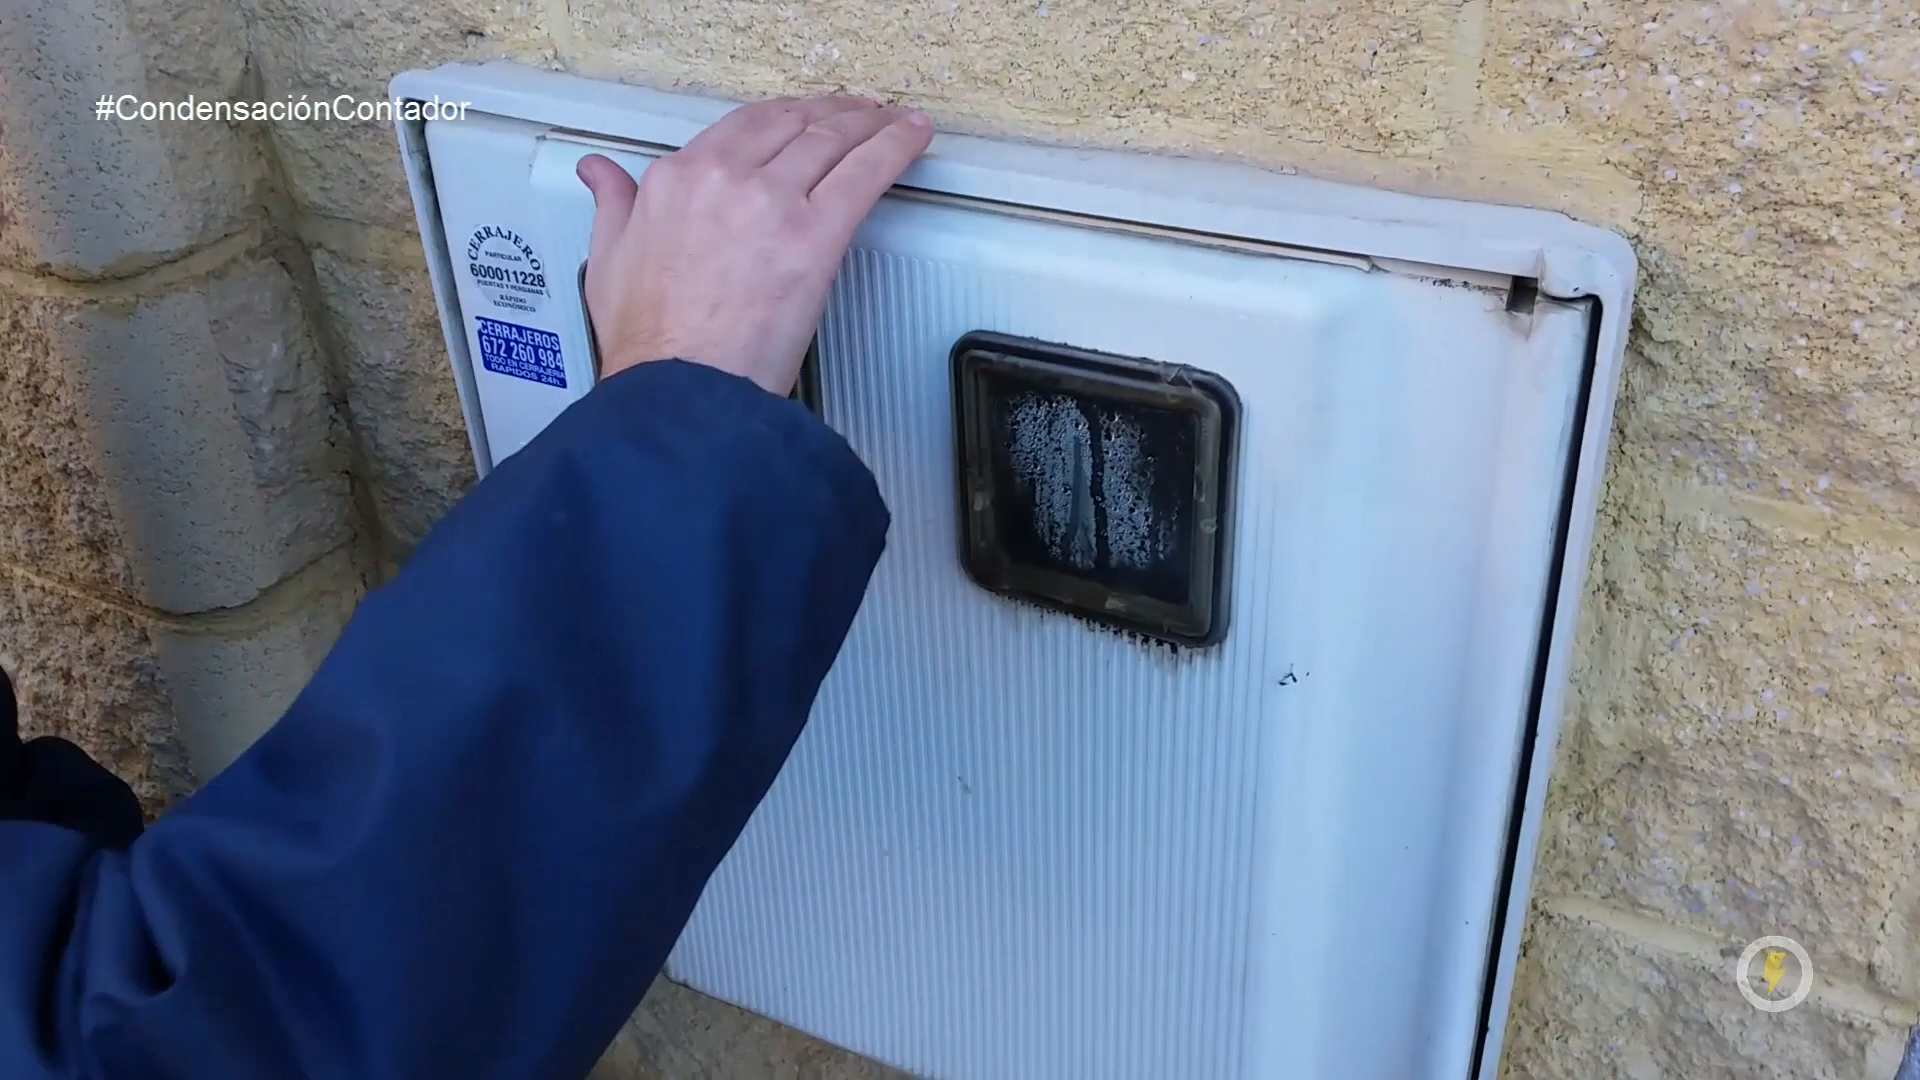 #CondensaciónContador
CERRAJERO
PARTICULAR
600011228
PUERTAS Y PERSIANAS
RÁPIDO
ECONÓMICO
CERRAJEROS
672 260 984
TODO EN CERRAJERIA
RAPIDOS 24h.